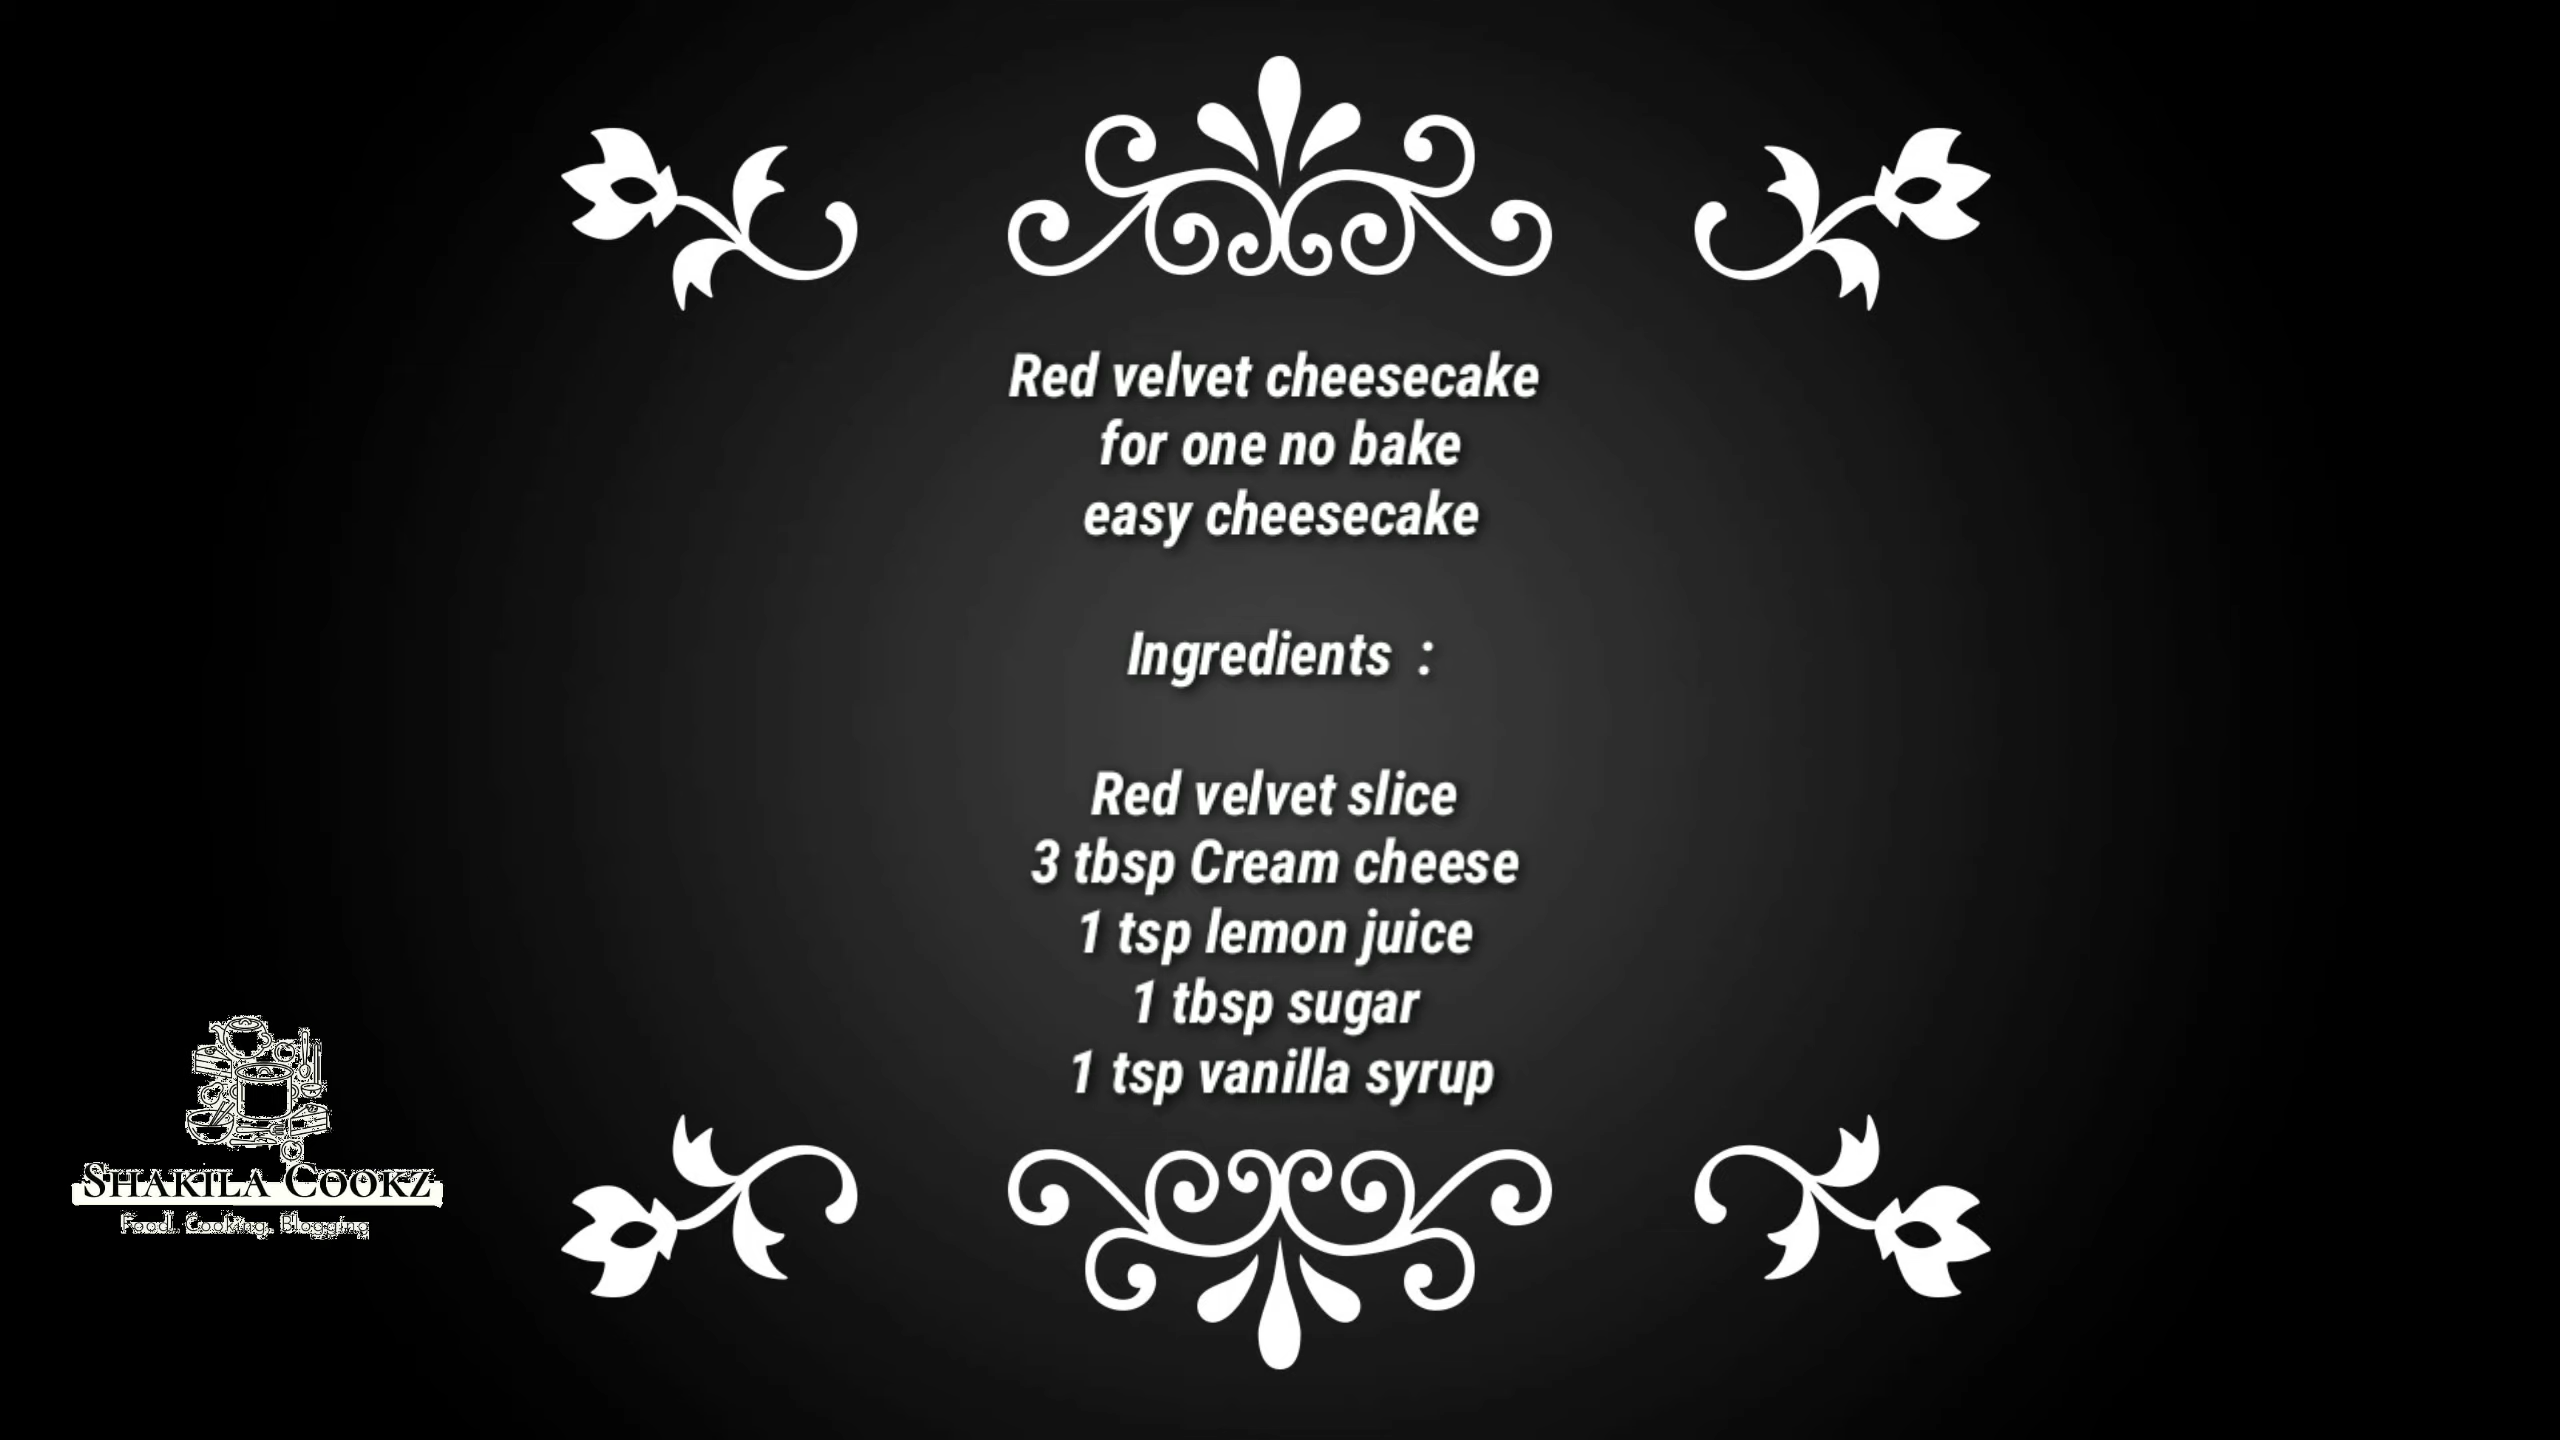 Red velvet cheesecake
for one no bake
easy cheesecake
Ingredients :
Red velvet slice
3 tbsp Cream cheese
1 tsp lemon juice
1 tbsp sugar
1 tsp vanilla syrup
SHAKILA COOKZ
Food. Cooking. Blogging